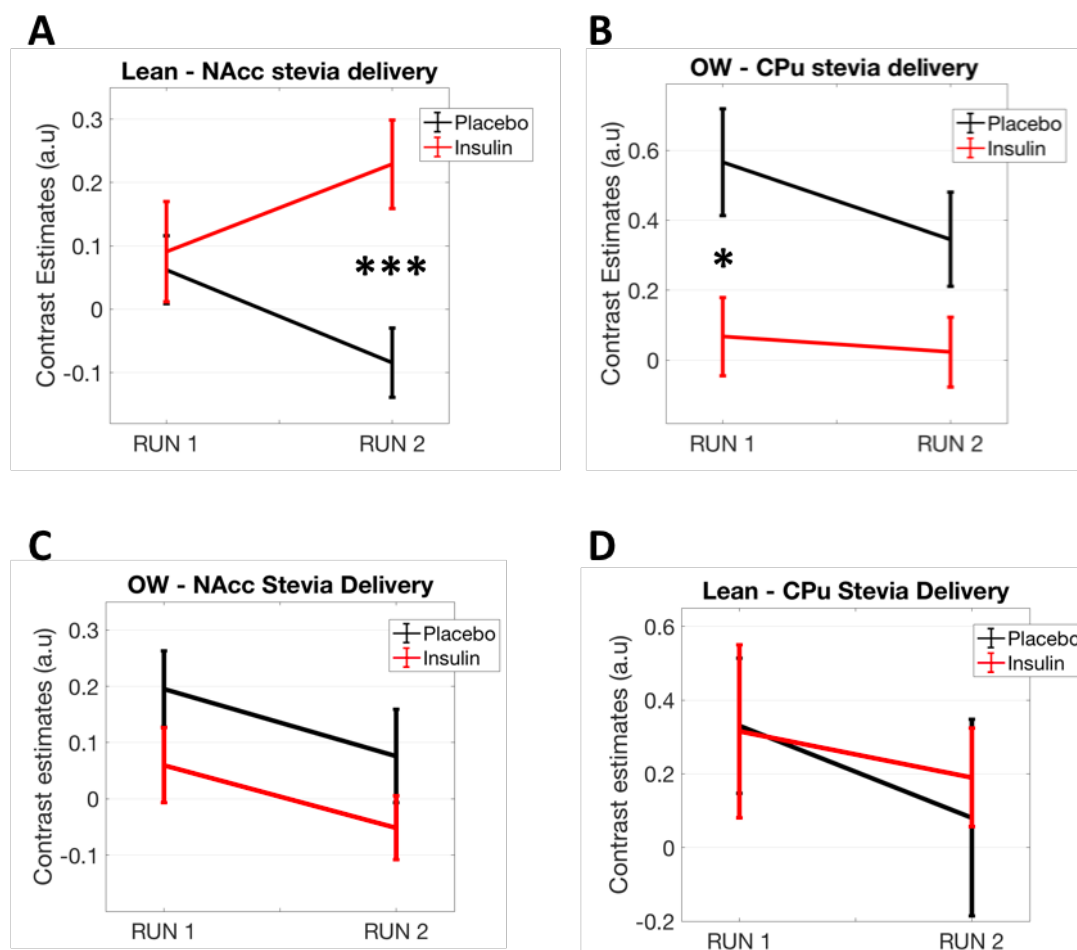 A
Lean - NAcc stevia delivery
Contrast Estimates (a.u)
0.3
0.2
0.1
0
-0.1
Placebo
Insulin
***
RUN 1
RUN 2
B
OW - CPu stevia delivery
Contrast Estimates (a.u)
0.6
0.4
0.2
0
Placebo
Insulin
*
RUN 1
RUN 2
C
OW - NAcc Stevia Delivery
Contrast estimates (a.u)
0.3
0.2
0.1
0
-0.1
Placebo
Insulin
RUN 1
RUN 2
D
Lean - CPu Stevia Delivery
Contrast estimates (a.u)
0.6
0.4
0.2
0
-0.2
Placebo
Insulin
RUN 1
RUN 2